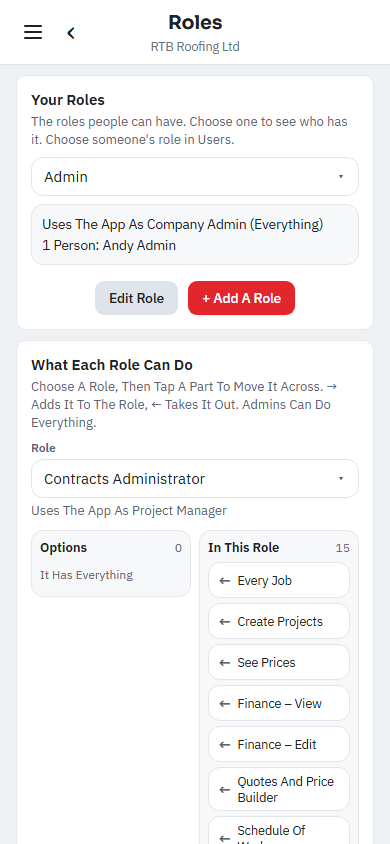 Roles
RTB Roofing Ltd
Your Roles
The roles people can have. Choose one to see who has
it. Choose someone's role in Users.
Admin
Uses The App As Company Admin (Everything)
1 Person: Andy Admin
Edit Role
+ Add A Role
What Each Role Can Do
Choose A Role, Then Tap A Part To Move It Across. →
Adds It To The Role, ← Takes It Out. Admins Can Do
Everything.
Role
Contracts Administrator
Uses The App As Project Manager
Options 0
It Has Everything
In This Role 15
← Every Job
← Create Projects
← See Prices
← Finance – View
← Finance – Edit
← Quotes And Price
Builder
← Schedule Of